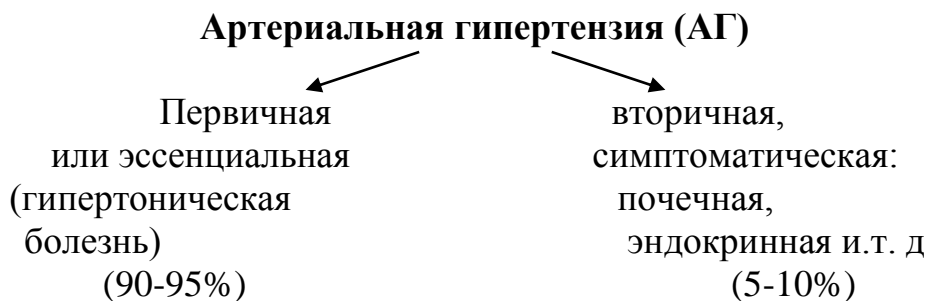 Артериальная гипертензия (АГ)
Первичная
или эссенциальная
(гипертоническая
болезнь)
(90-95%)
вторичная,
симптоматическая:
почечная,
эндокринная и.т. д
(5-10%)